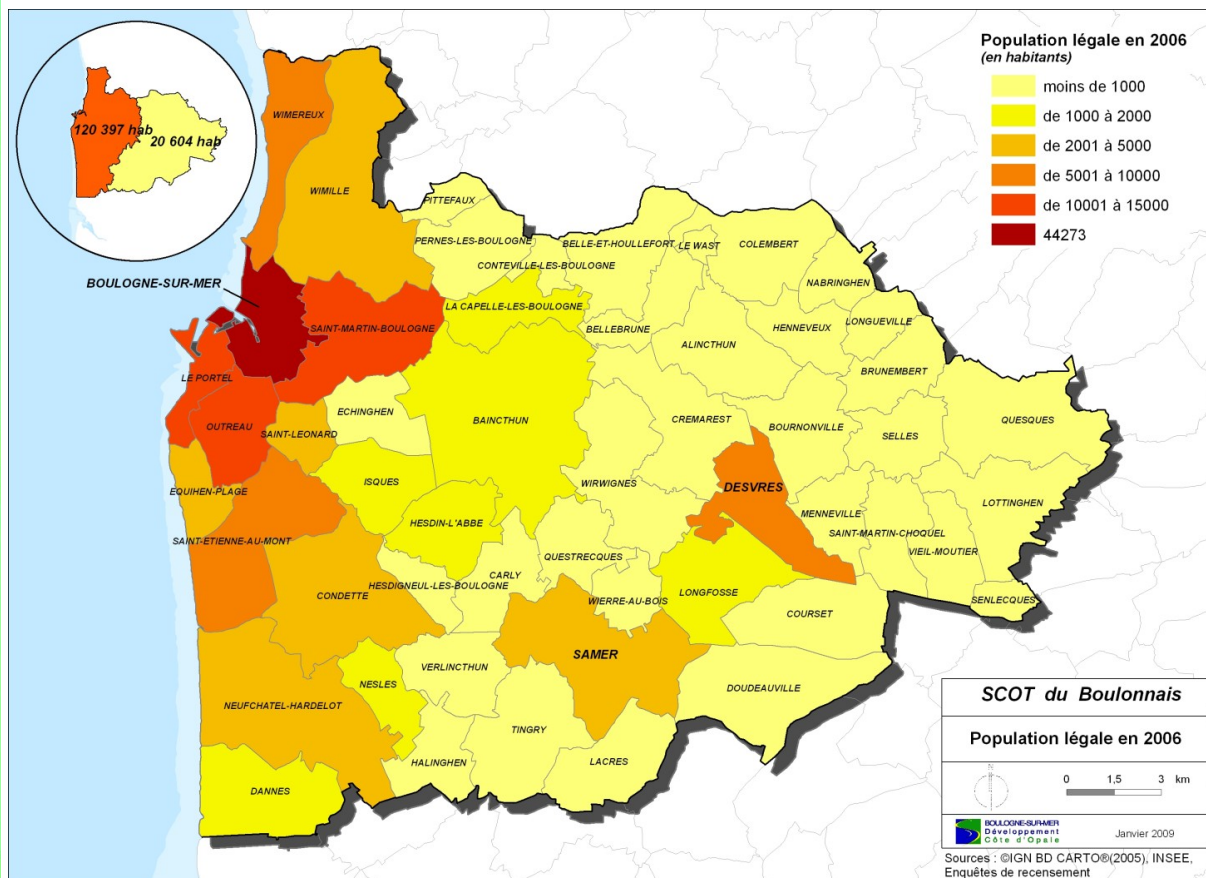 Population légale en 2006
(en habitants)
moins de 1000
de 1000 à 2000
de 2001 à 5000
de 5001 à 10000
de 10001 à 15000
44273
120 397 hab
20 604 hab
WIMEREUX
WIMILLE
PITTEFAUX
PERNES-LES-BOULOGNE
BELLE-ET-HOULLEFORT
LE WAST
COLEMBERT
CONTEVILLE-LES-BOULOGNE
NABRINGHEN
BOULOGNE-SUR-MER
LA CAPELLE-LES-BOULOGNE
SAINT-MARTIN-BOULOGNE
BELLEBRUNE
HENNEVEUX
LONGUEVILLE
ALINCTHUN
BRUNEMBERT
LE PORTEL
ECHINGHEN
BAINCTHUN
CREMAREST
BOURNONVILLE
QUESQUES
OUTREAU
SAINT-LEONARD
SELLES
ISQUES
WIRWIGNES
DESVRES
EQUIHEN-PLAGE
LOTTINGHEN
HESDIN-L'ABBE
MENNEVILLE
SAINT-MARTIN-CHOQUEL
SAINT-ETIENNE-AU-MONT
VIEIL-MOUTIER
QUESTRECQUES
CARLY
HESDIGNEUL-LES-BOULOGNE
CONDETTE
WIERRE-AU-BOIS
LONGFOSSE
SENLECQUES
COURSET
SAMER
VERLINCTHUN
NESLES
DOUDEAUVILLE
NEUFCHATEL-HARDELOT
TINGRY
HALINGHEN
LACRES
DANNES
SCOT du Boulonnais
Population légale en 2006
0 1,5 3 km
BOULOGNE-SUR-MER
Développement
Côte d'Opale
Janvier 2009
Sources : ©IGN BD CARTO®(2005), INSEE,
Enquêtes de recensement